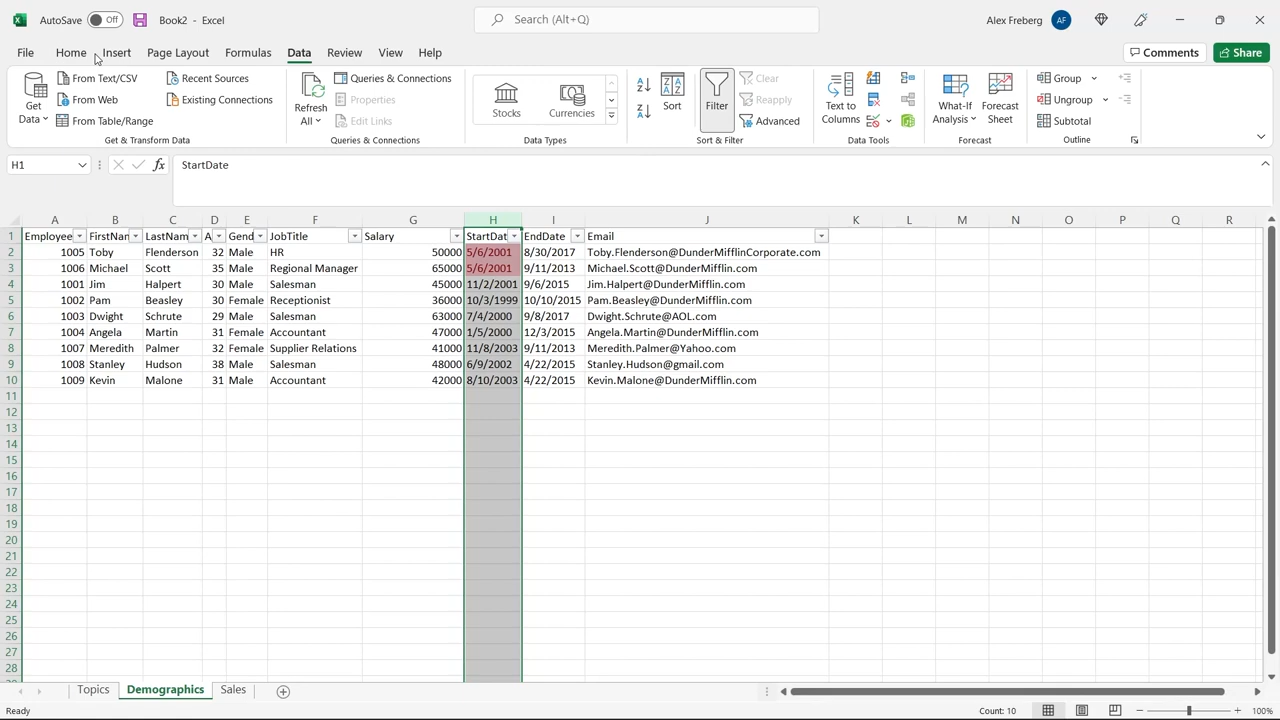 AutoSave Off Book2 - Excel Search (Alt+Q) Alex Freberg AF
File Home Insert Page Layout Formulas Data Review View Help Comments Share
Get Data
From Text/CSV
From Web
From Table/Range
Recent Sources
Existing Connections
Get & Transform Data
Refresh All
Queries & Connections
Properties
Edit Links
Queries & Connections
Stocks
Currencies
Data Types
Sort
Filter
Clear
Reapply
Advanced
Sort & Filter
Text to Columns
Data Tools
What-If Analysis
Forecast Sheet
Forecast
Group
Ungroup
Subtotal
Outline
H1 fx StartDate
A B C D E F G H I J K L M N O P Q R
1 Employee FirstNan LastNam A Gend JobTitle Salary StartDat EndDate Email
2 1005 Toby Flenderson 32 Male HR 50000 5/6/2001 8/30/2017 Toby.Flenderson@DunderMifflinCorporate.com
3 1006 Michael Scott 35 Male Regional Manager 65000 5/6/2001 9/11/2013 Michael.Scott@DunderMifflin.com
4 1001 Jim Halpert 30 Male Salesman 45000 11/2/2001 9/6/2015 Jim.Halpert@DunderMifflin.com
5 1002 Pam Beasley 30 Female Receptionist 36000 10/3/1999 10/10/2015 Pam.Beasley@DunderMifflin.com
6 1003 Dwight Schrute 29 Male Salesman 63000 7/4/2000 9/8/2017 Dwight.Schrute@AOL.com
7 1004 Angela Martin 31 Female Accountant 47000 1/5/2000 12/3/2015 Angela.Martin@DunderMifflin.com
8 1007 Meredith Palmer 32 Female Supplier Relations 41000 11/8/2003 9/11/2013 Meredith.Palmer@Yahoo.com
9 1008 Stanley Hudson 38 Male Salesman 48000 6/9/2002 4/22/2015 Stanley.Hudson@gmail.com
10 1009 Kevin Malone 31 Male Accountant 42000 8/10/2003 4/22/2015 Kevin.Malone@DunderMifflin.com
11
12
13
14
15
16
17
18
19
20
21
22
23
24
25
26
27
28
Topics Demographics Sales
Ready Count: 10 100%